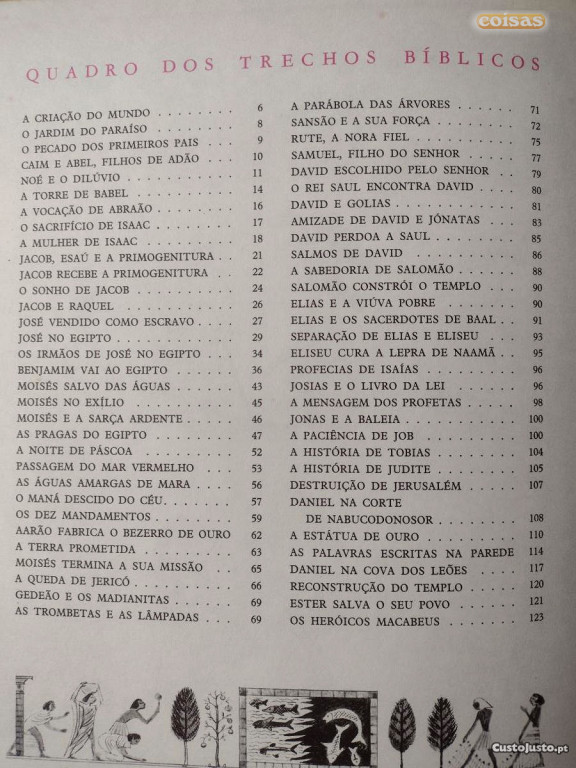 coisas
QUADRO DOS TRECHOS BÍBLICOS
A CRIAÇÃO DO MUNDO . . . . . . . . 6
O JARDIM DO PARAÍSO . . . . . . . . 8
O PECADO DOS PRIMEIROS PAIS . . . 9
CAIM E ABEL, FILHOS DE ADÃO . . . . 10
NOÉ E O DILÚVIO . . . . . . . . . . 11
A TORRE DE BABEL . . . . . . . . . 14
A VOCAÇÃO DE ABRAÃO . . . . . . . 16
O SACRIFÍCIO DE ISAAC . . . . . . . . 17
A MULHER DE ISAAC . . . . . . . . . 18
JACOB, ESAÚ E A PRIMOGENITURA . . 21
JACOB RECEBE A PRIMOGENITURA . . 22
O SONHO DE JACOB . . . . . . . . . 24
JACOB E RAQUEL . . . . . . . . . . 26
JOSÉ VENDIDO COMO ESCRAVO . . . . 27
JOSÉ NO EGIPTO . . . . . . . . . . 29
OS IRMÃOS DE JOSÉ NO EGIPTO . . . 34
BENJAMIM VAI AO EGIPTO . . . . . . 36
MOISÉS SALVO DAS ÁGUAS . . . . . . 43
MOISÉS NO EXÍLIO . . . . . . . . . 45
MOISÉS E A SARÇA ARDENTE . . . . . 46
AS PRAGAS DO EGIPTO . . . . . . . . 47
A NOITE DE PÁSCOA . . . . . . . . . 52
PASSAGEM DO MAR VERMELHO . . . . 53
AS ÁGUAS AMARGAS DE MARA . . . . 56
O MANÁ DESCIDO DO CÉU . . . . . . . 57
OS DEZ MANDAMENTOS . . . . . . . . 59
AARÃO FABRICA O BEZERRO DE OURO 62
A TERRA PROMETIDA . . . . . . . . . 63
MOISÉS TERMINA A SUA MISSÃO . . . 65
A QUEDA DE JERICÓ . . . . . . . . . 66
GEDEÃO E OS MADIANITAS . . . . . . 69
AS TROMBETAS E AS LÂMPADAS . . . 69
A PARÁBOLA DAS ÁRVORES . . . . . . 71
SANSÃO E A SUA FORÇA . . . . . . . 72
RUTE, A NORA FIEL . . . . . . . . . 75
SAMUEL, FILHO DO SENHOR . . . . . 77
DAVID ESCOLHIDO PELO SENHOR . . 79
O REI SAUL ENCONTRA DAVID . . . . 80
DAVID E GOLIAS . . . . . . . . . . 81
AMIZADE DE DAVID E JÓNATAS . . . . 83
DAVID PERDOA A SAUL . . . . . . . . 85
SALMOS DE DAVID . . . . . . . . . . 86
A SABEDORIA DE SALOMÃO . . . . . . 88
SALOMÃO CONSTRÓI O TEMPLO . . . . 90
ELIAS E A VIÚVA POBRE . . . . . . . 90
ELIAS E OS SACERDOTES DE BAAL . . 91
SEPARAÇÃO DE ELIAS E ELISEU . . . 93
ELISEU CURA A LEPRA DE NAAMÃ . . 95
PROFECIAS DE ISAÍAS . . . . . . . . 96
JOSIAS E O LIVRO DA LEI . . . . . . 96
A MENSAGEM DOS PROFETAS . . . . . 98
JONAS E A BALEIA . . . . . . . . . 100
A PACIÊNCIA DE JOB . . . . . . . . 100
A HISTÓRIA DE TOBIAS . . . . . . . 104
A HISTÓRIA DE JUDITE . . . . . . . 105
DESTRUIÇÃO DE JERUSALÉM . . . . . 107
DANIEL NA CORTE
DE NABUCODONOSOR . . . . . . . 108
A ESTÁTUA DE OURO . . . . . . . . 110
AS PALAVRAS ESCRITAS NA PAREDE 114
DANIEL NA COVA DOS LEÕES . . . . 117
RECONSTRUÇÃO DO TEMPLO . . . . . 120
ESTER SALVA O SEU POVO . . . . . . 121
OS HERÓICOS MACABEUS . . . . . . . 123
CustoJusto.pt